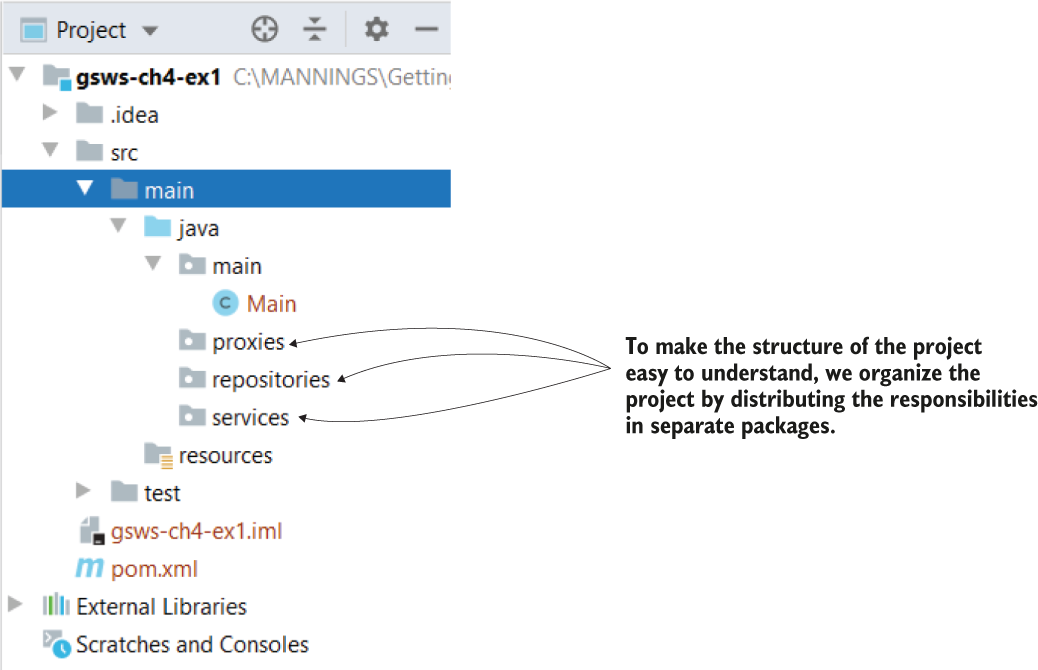 Project
gsws-ch4-ex1 C:\MANNINGS\Getting
.idea
src
main
java
main
C Main
proxies
repositories
services
resources
test
gsws-ch4-ex1.iml
m pom.xml
External Libraries
Scratches and Consoles
To make the structure of the project
easy to understand, we organize the
project by distributing the responsibilities
in separate packages.